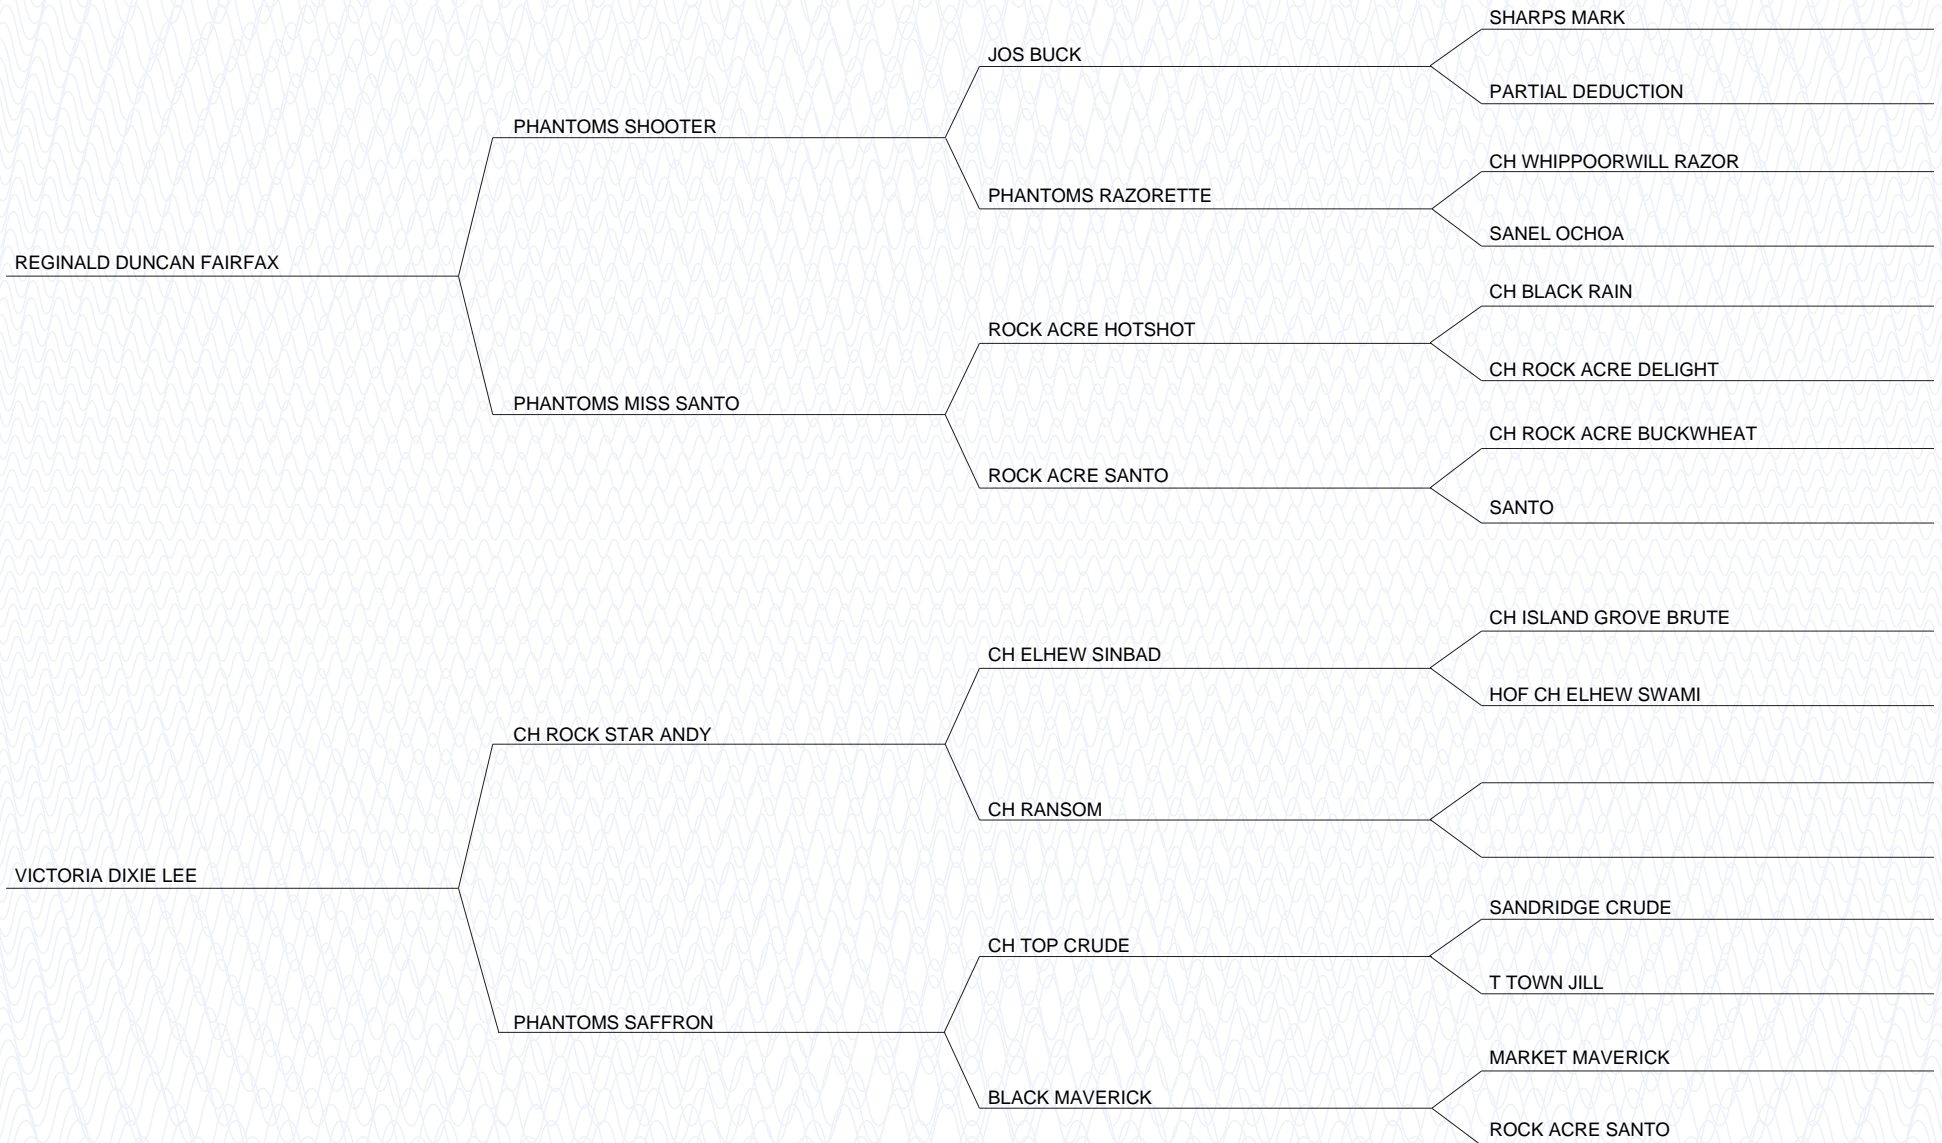 SHARPS MARK
JOS BUCK
PARTIAL DEDUCTION
PHANTOMS SHOOTER
CH WHIPPOORWILL RAZOR
PHANTOMS RAZORETTE
SANEL OCHOA
REGINALD DUNCAN FAIRFAX
CH BLACK RAIN
ROCK ACRE HOTSHOT
CH ROCK ACRE DELIGHT
PHANTOMS MISS SANTO
CH ROCK ACRE BUCKWHEAT
ROCK ACRE SANTO
SANTO
CH ISLAND GROVE BRUTE
CH ELHEW SINBAD
HOF CH ELHEW SWAMI
CH ROCK STAR ANDY
CH RANSOM
VICTORIA DIXIE LEE
SANDRIDGE CRUDE
CH TOP CRUDE
T TOWN JILL
PHANTOMS SAFFRON
MARKET MAVERICK
BLACK MAVERICK
ROCK ACRE SANTO